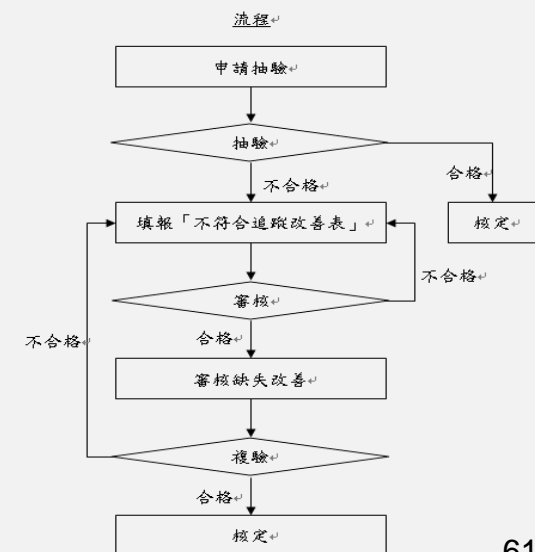 流程
申請抽驗
抽驗
合格
不合格
填報「不符合追蹤改善表」
核定
不合格
審核
不合格
合格
審核缺失改善
複驗
合格
核定
61